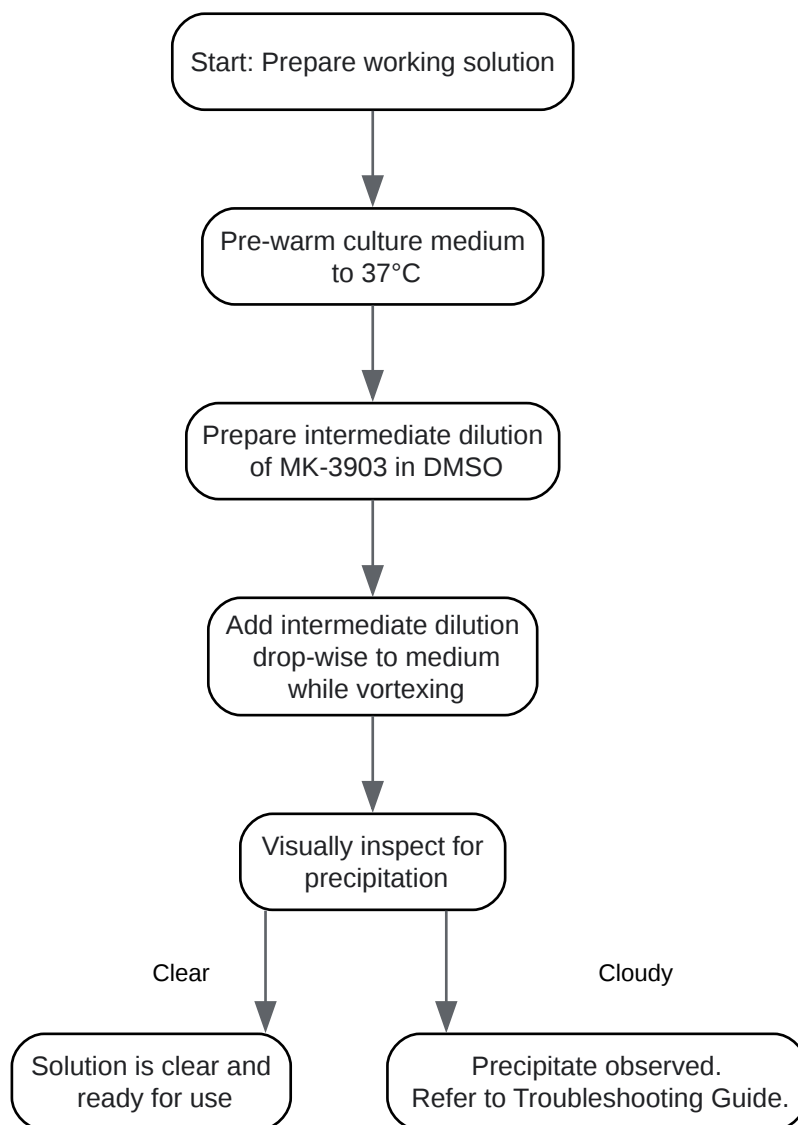 Start: Prepare working solution
Pre-warm culture medium
to 37°C
Prepare intermediate dilution
of MK-3903 in DMSO
Add intermediate dilution
drop-wise to medium
while vortexing
Visually inspect for
precipitation
Clear
Cloudy
Solution is clear and
ready for use
Precipitate observed.
Refer to Troubleshooting Guide.